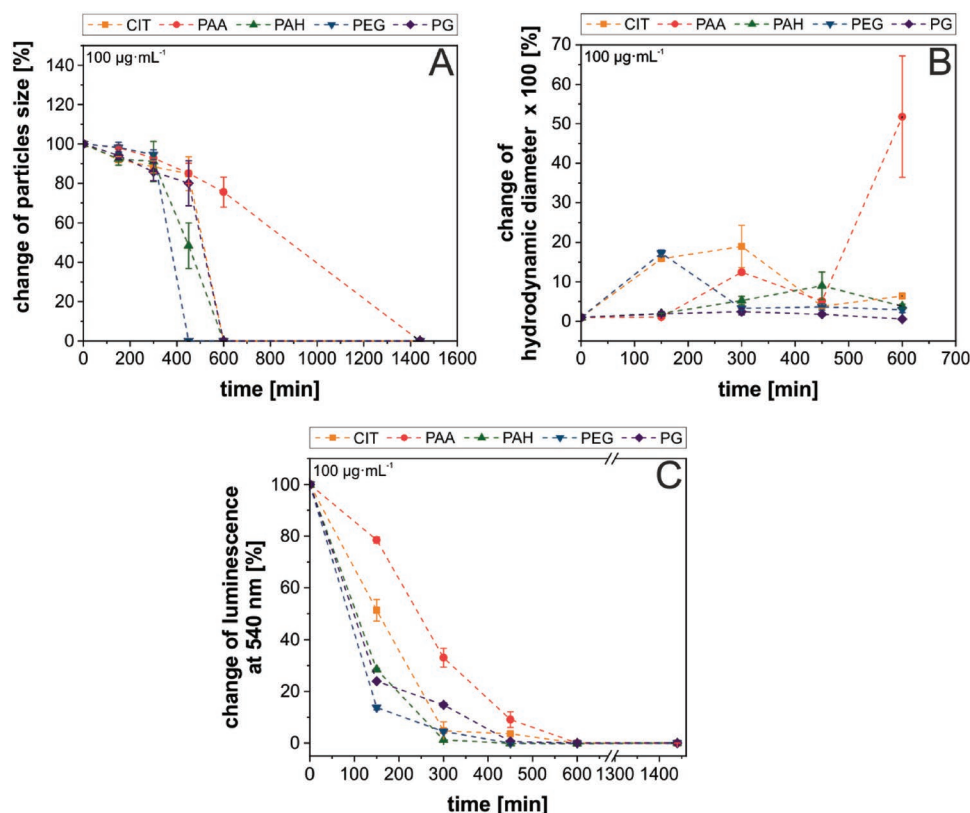 CIT PAA PAH PEG PG
100 µg·mL⁻¹
A
change of particles size [%]
140
120
100
80
60
40
20
0
0 200 400 600 800 1000 1200 1400 1600
time [min]
CIT PAA PAH PEG PG
100 µg·mL⁻¹
B
change of
hydrodynamic diameter x 100 [%]
70
60
50
40
30
20
10
0
0 100 200 300 400 500 600 700
time [min]
CIT PAA PAH PEG PG
100 µg·mL⁻¹
C
change of luminescence
at 540 nm [%]
100
80
60
40
20
0
0 100 200 300 400 500 600 1300 1400
time [min]